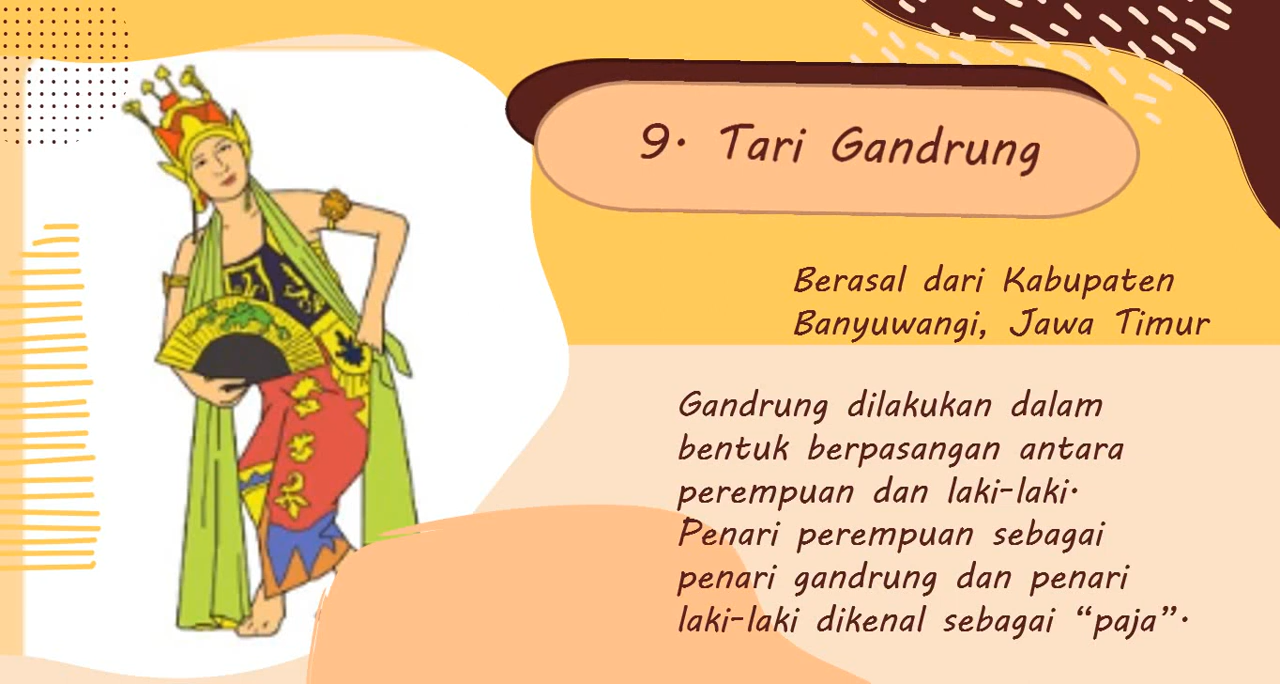 9. Tari Gandrung
Berasal dari Kabupaten
Banyuwangi, Jawa Timur
Gandrung dilakukan dalam
bentuk berpasangan antara
perempuan dan laki-laki.
Penari perempuan sebagai
penari gandrung dan penari
laki-laki dikenal sebagai “paja”.